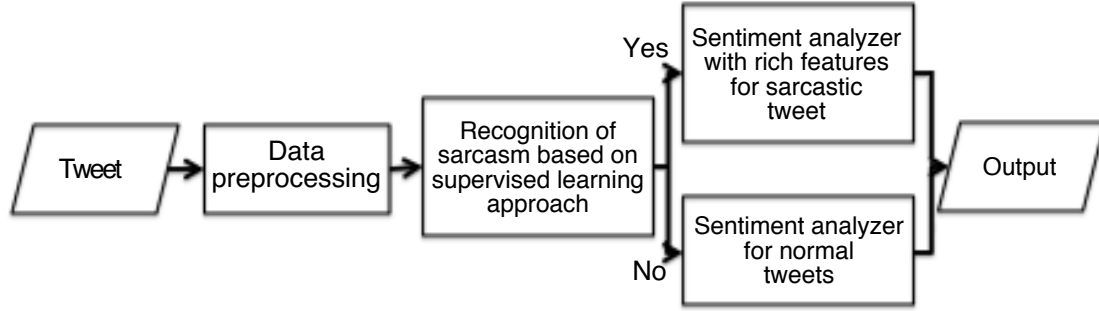 Tweet
Data
preprocessing
Recognition of
sarcasm based on
supervised learning
approach
Yes
Sentiment analyzer
with rich features
for sarcastic
tweet
No
Sentiment analyzer
for normal
tweets
Output